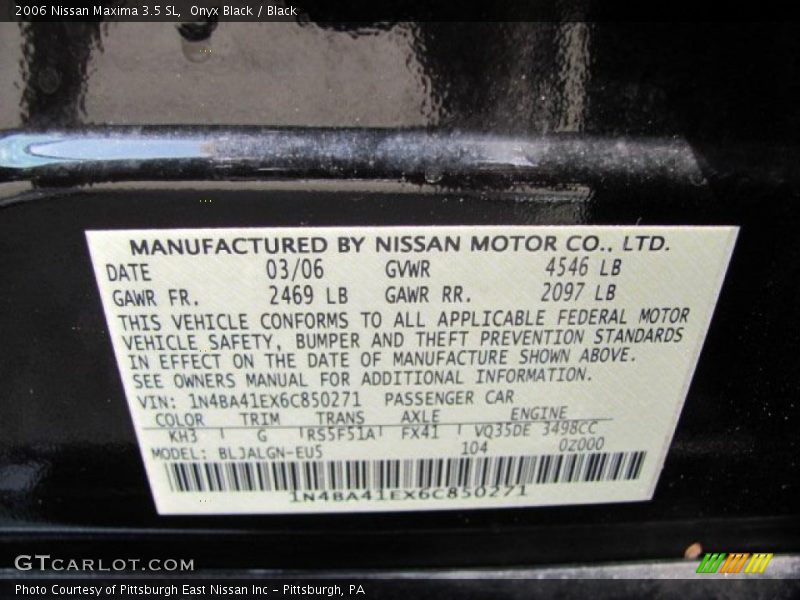 2006 Nissan Maxima 3.5 SL,  Onyx Black / Black
MANUFACTURED BY NISSAN MOTOR CO., LTD.
DATE 03/06 GVWR 4546 LB
GAWR FR. 2469 LB GAWR RR. 2097 LB
THIS VEHICLE CONFORMS TO ALL APPLICABLE FEDERAL MOTOR
VEHICLE SAFETY, BUMPER AND THEFT PREVENTION STANDARDS
IN EFFECT ON THE DATE OF MANUFACTURE SHOWN ABOVE.
SEE OWNERS MANUAL FOR ADDITIONAL INFORMATION.
VIN: 1N4BA41EX6C850271 PASSENGER CAR
COLOR TRIM TRANS AXLE ENGINE
KH3 G RS5F51A FX41 VQ35DE 3498CC
MODEL: BLJALGN-EU5 104 0Z000
1N4BA41EX6C850271
GTCARLOT.COM
Photo Courtesy of Pittsburgh East Nissan Inc - Pittsburgh, PA